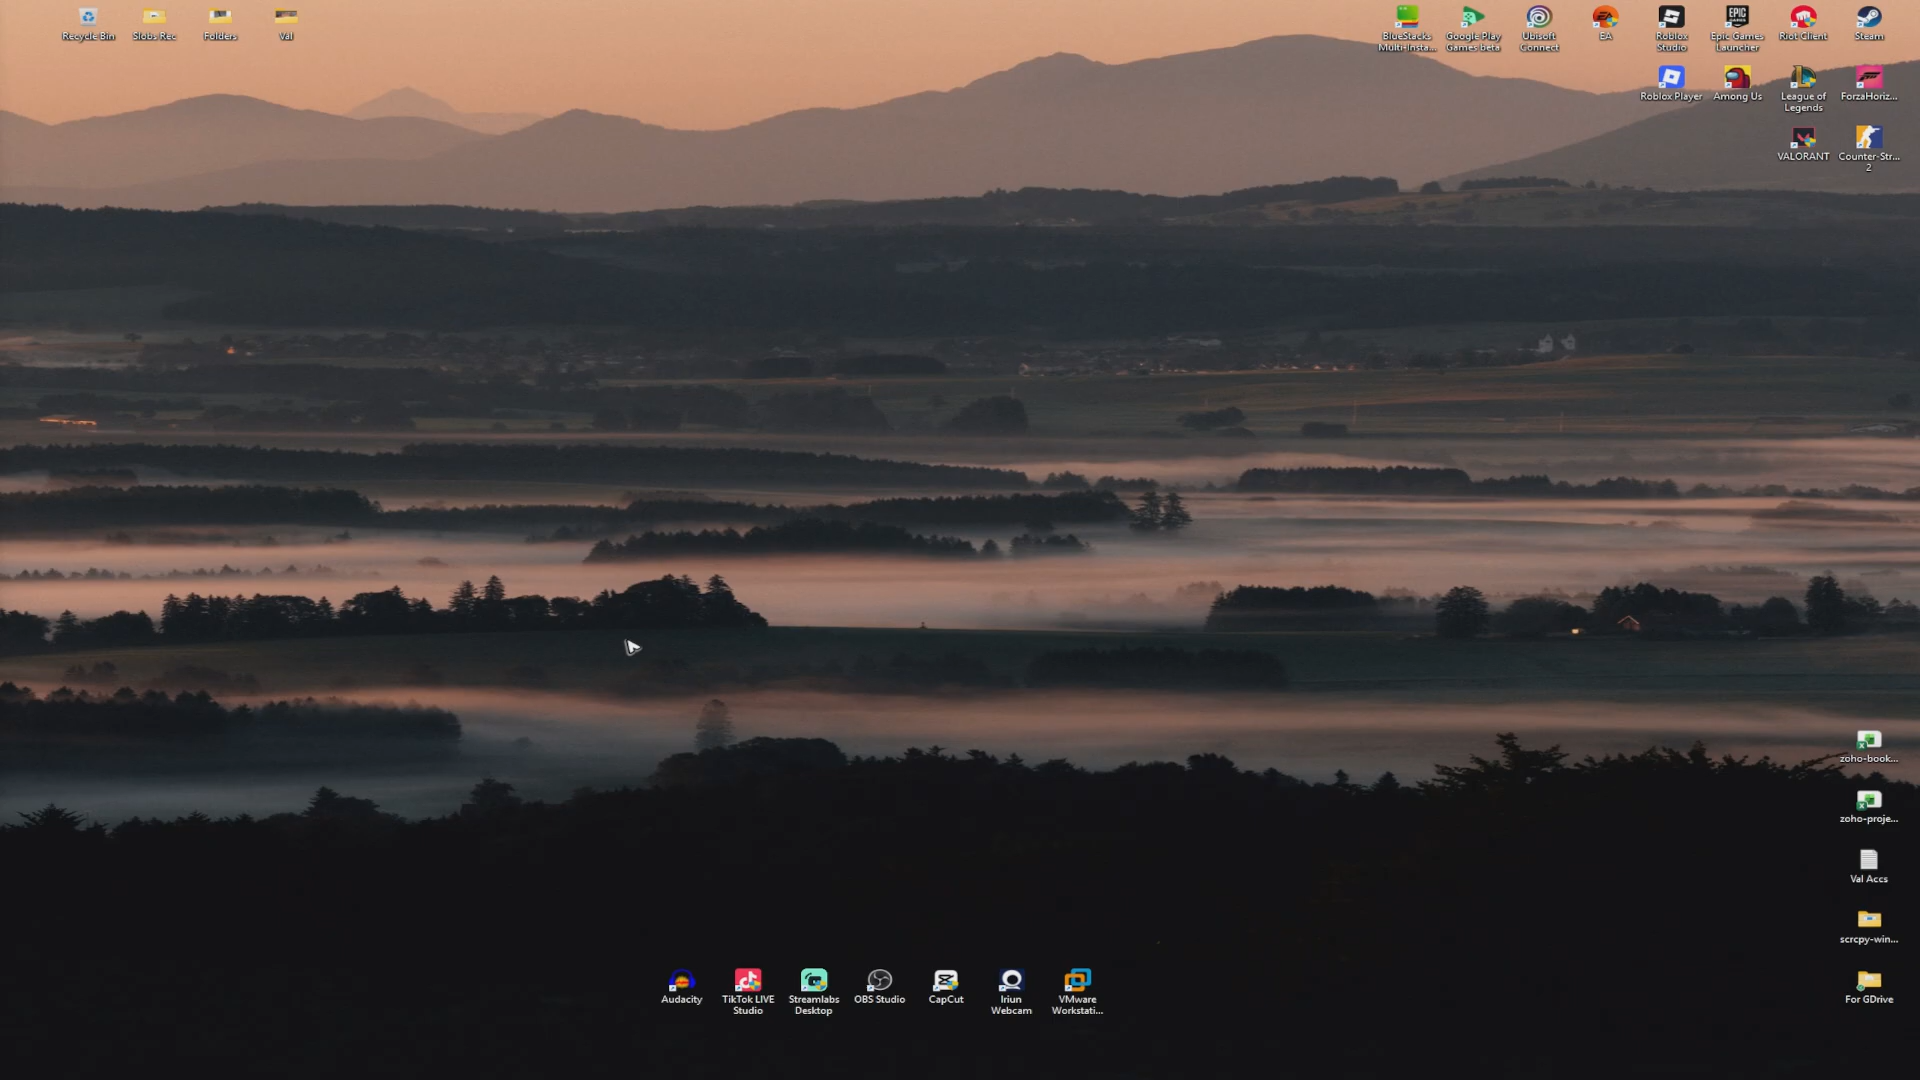 Recycle Bin
Slobs Rec
Folders
Val
BlueStacks
Multi-Insta...
Google Play
Games beta
Ubisoft
Connect
EA
Roblox
Studio
Epic Games
Launcher
Riot Client
Steam
Roblox Player
Among Us
League of
Legends
ForzaHoriz...
VALORANT
Counter-Str...
2
zoho-book...
zoho-proje...
Val Accs
scrcpy-win...
For GDrive
Audacity
TikTok LIVE
Studio
Streamlabs
Desktop
OBS Studio
CapCut
Iriun
Webcam
VMware
Workstati...